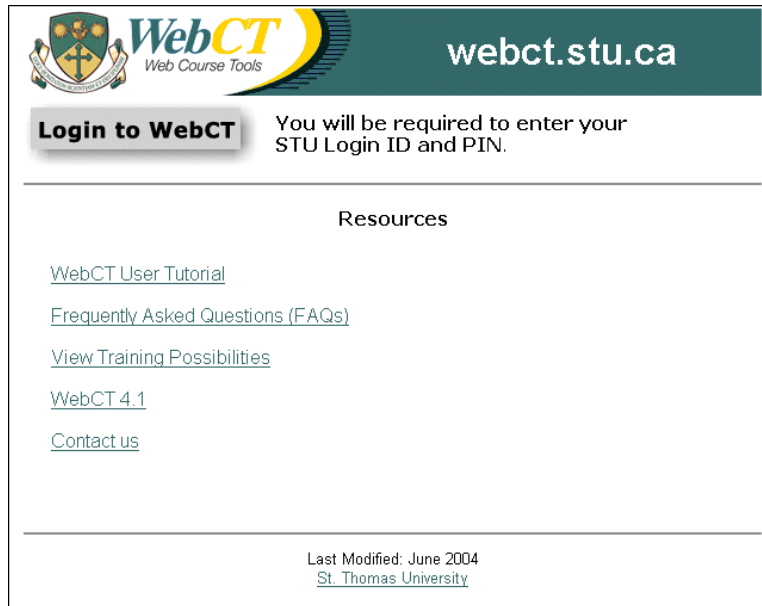 WebCT
Web Course Tools
webct.stu.ca
Login to WebCT
You will be required to enter your
STU Login ID and PIN.
Resources
WebCT User Tutorial
Frequently Asked Questions (FAQs)
View Training Possibilities
WebCT 4.1
Contact us
Last Modified: June 2004
St. Thomas University